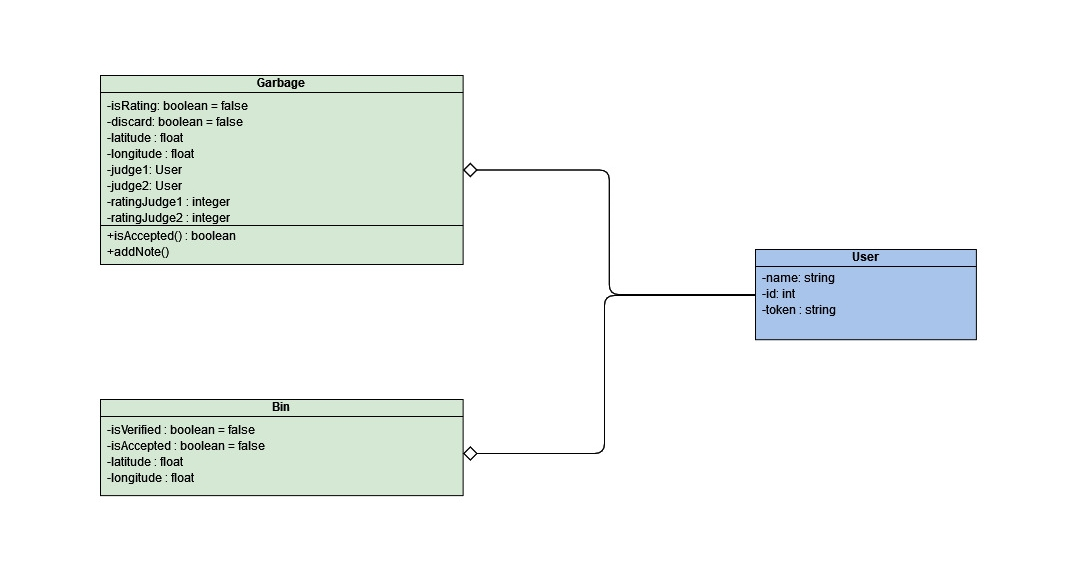 Garbage
-isRating: boolean = false
-discard: boolean = false
-latitude : float
-longitude : float
-judge1: User
-judge2: User
-ratingJudge1 : integer
-ratingJudge2 : integer
+isAccepted() : boolean
+addNote()
User
-name: string
-id: int
-token : string
Bin
-isVerified : boolean = false
-isAccepted : boolean = false
-latitude : float
-longitude : float